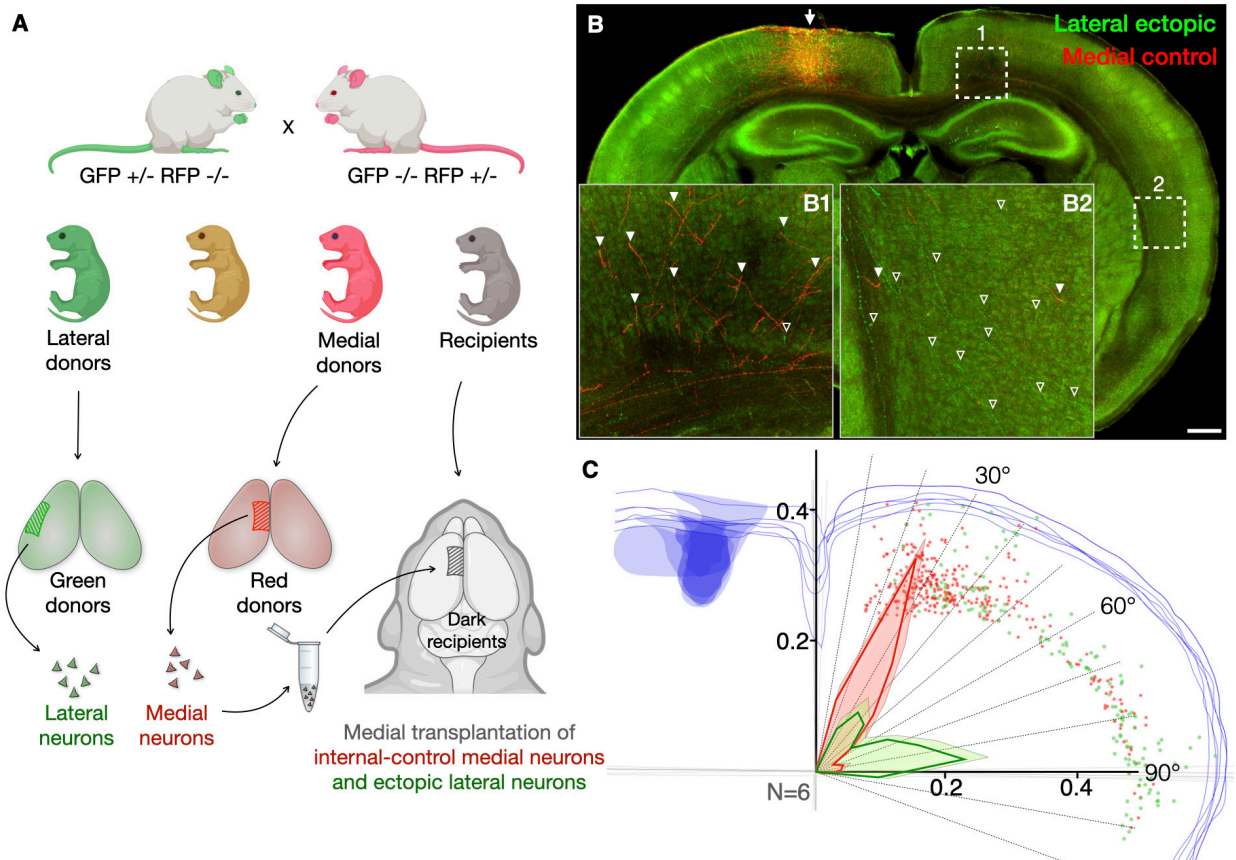 A
x
GFP +/- RFP -/-
GFP -/- RFP +/-
Lateral
donors
Medial
donors
Recipients
Green
donors
Red
donors
Dark
recipients
Lateral
neurons
Medial
neurons
Medial transplantation of
internal-control medial neurons
and ectopic lateral neurons
B
Lateral ectopic
Medial control
1
2
B1
B2
C
0.4
0.2
30°
60°
90°
0.2
0.4
N=6